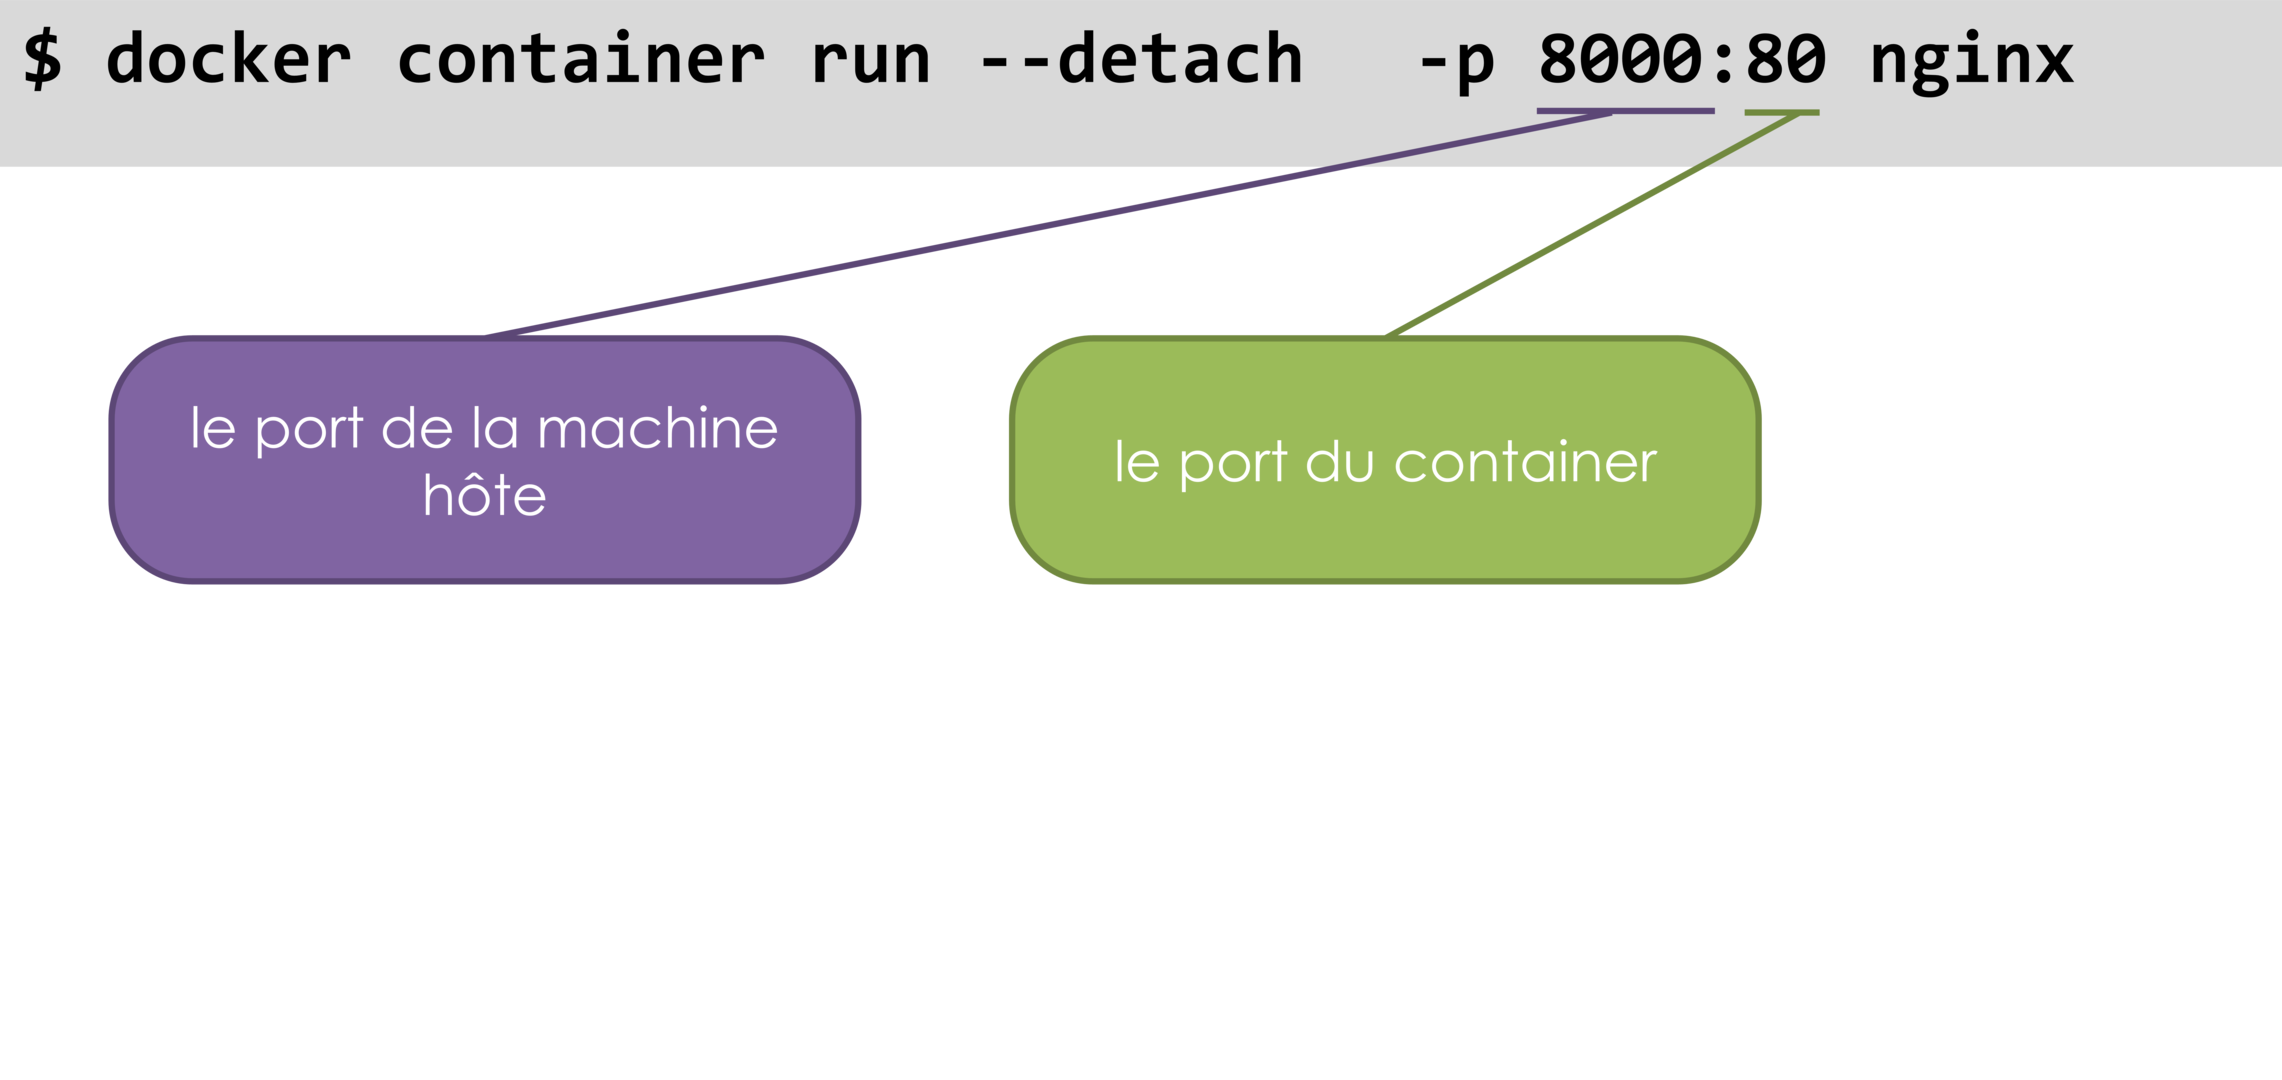 $ docker container run --detach   -p 8000:80 nginx
le port de la machine
hôte
le port du container